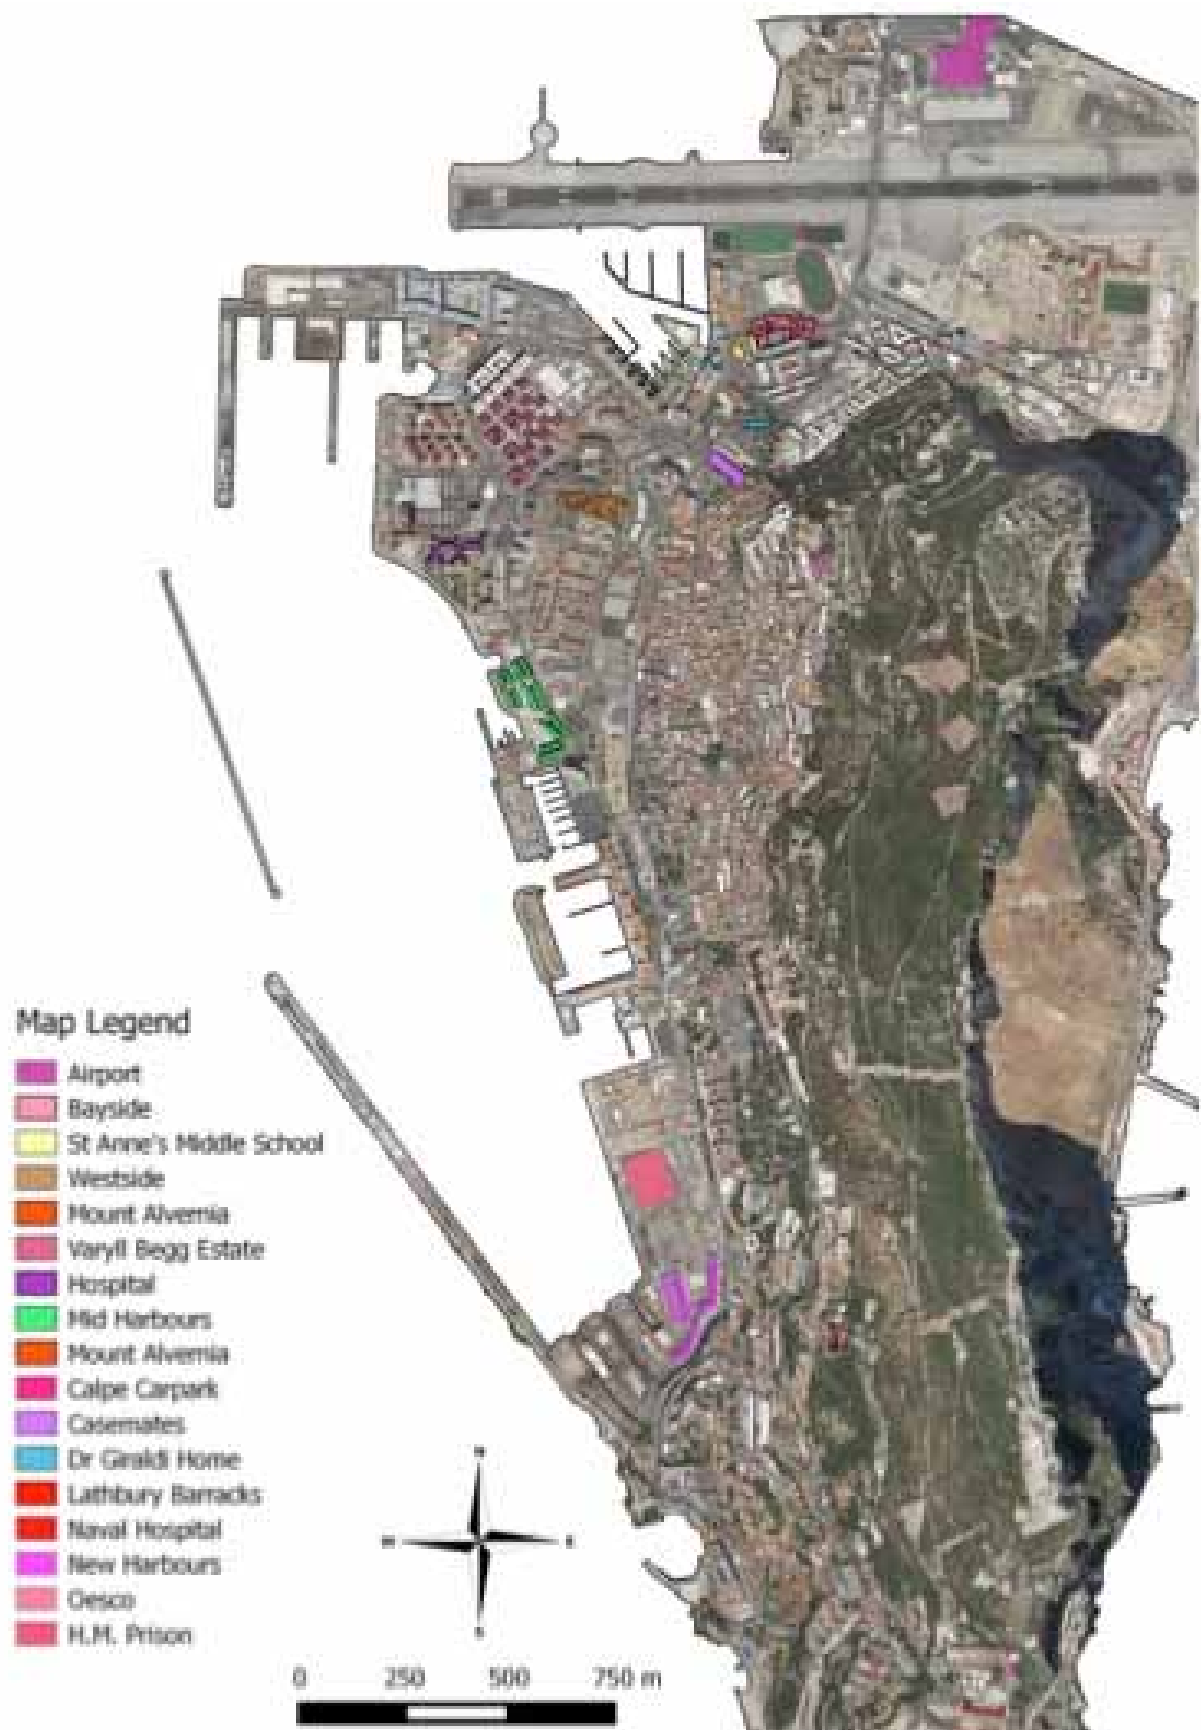 Map Legend
Airport
Bayside
St Anne's Middle School
Westside
Mount Alvernia
Varyll Begg Estate
Hospital
Mid Harbours
Mount Alvernia
Calpe Carpark
Casemates
Dr Giraldi Home
Lathbury Barracks
Naval Hospital
New Harbours
Oesco
H.M. Prison
N
W E
S
0 250 500 750 m